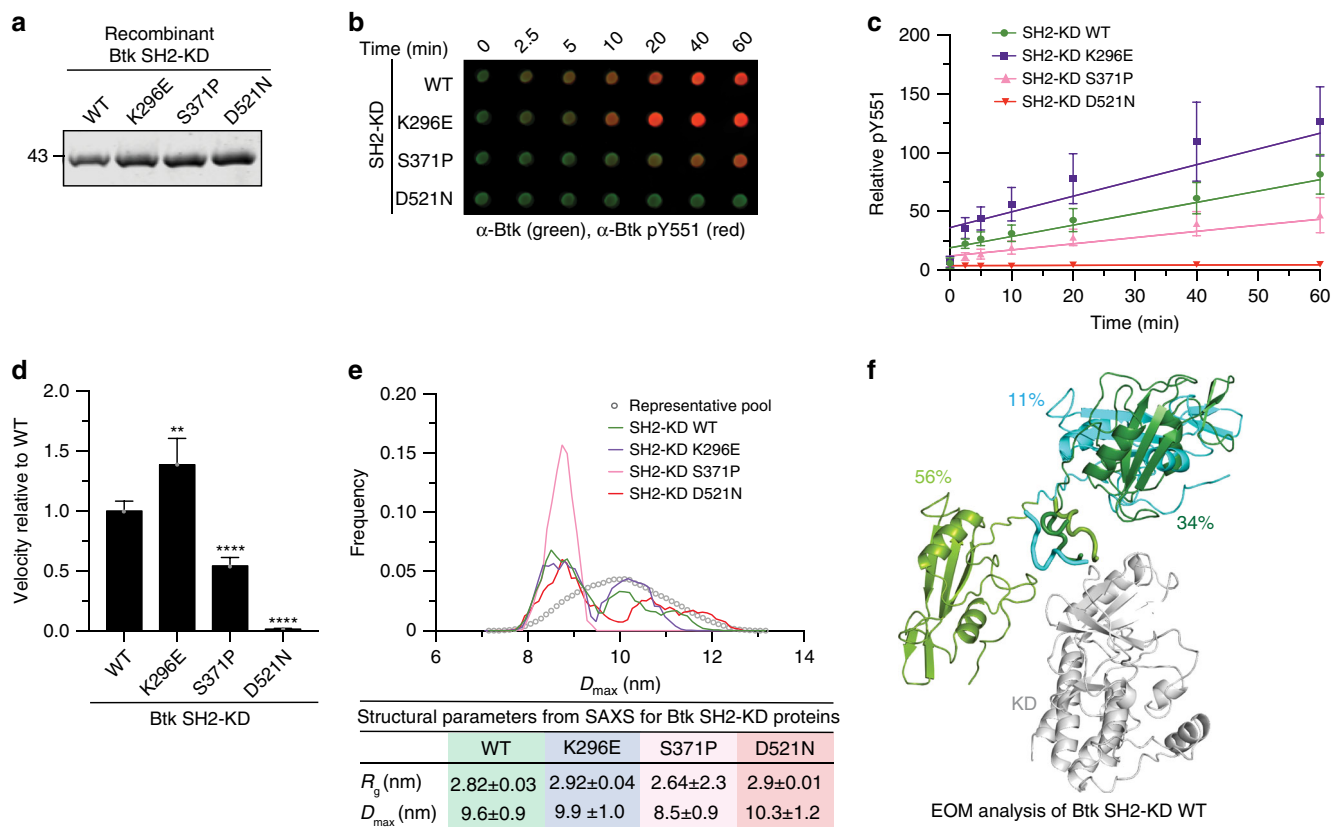 a
Recombinant
Btk SH2-KD
WT K296E S371P D521N
43
b
Time (min) 0 2.5 5 10 20 40 60
SH2-KD
WT
K296E
S371P
D521N
α-Btk (green), α-Btk pY551 (red)
c
SH2-KD WT
SH2-KD K296E
SH2-KD S371P
SH2-KD D521N
200
150
100
50
0
Relative pY551
0 10 20 30 40 50 60
Time (min)
d
2.0
1.5
1.0
0.5
0.0
Velocity relative to WT
**
****
****
WT K296E S371P D521N
Btk SH2-KD
e
0.20
0.15
0.10
0.05
0
Frequency
Representative pool
SH2-KD WT
SH2-KD K296E
SH2-KD S371P
SH2-KD D521N
6 8 10 12 14
Dmax (nm)
Structural parameters from SAXS for Btk SH2-KD proteins
WT K296E S371P D521N
Rg (nm) 2.82±0.03 2.92±0.04 2.64±2.3 2.9±0.01
Dmax (nm) 9.6±0.9 9.9 ±1.0 8.5±0.9 10.3±1.2
f
11%
56%
34%
KD
EOM analysis of Btk SH2-KD WT